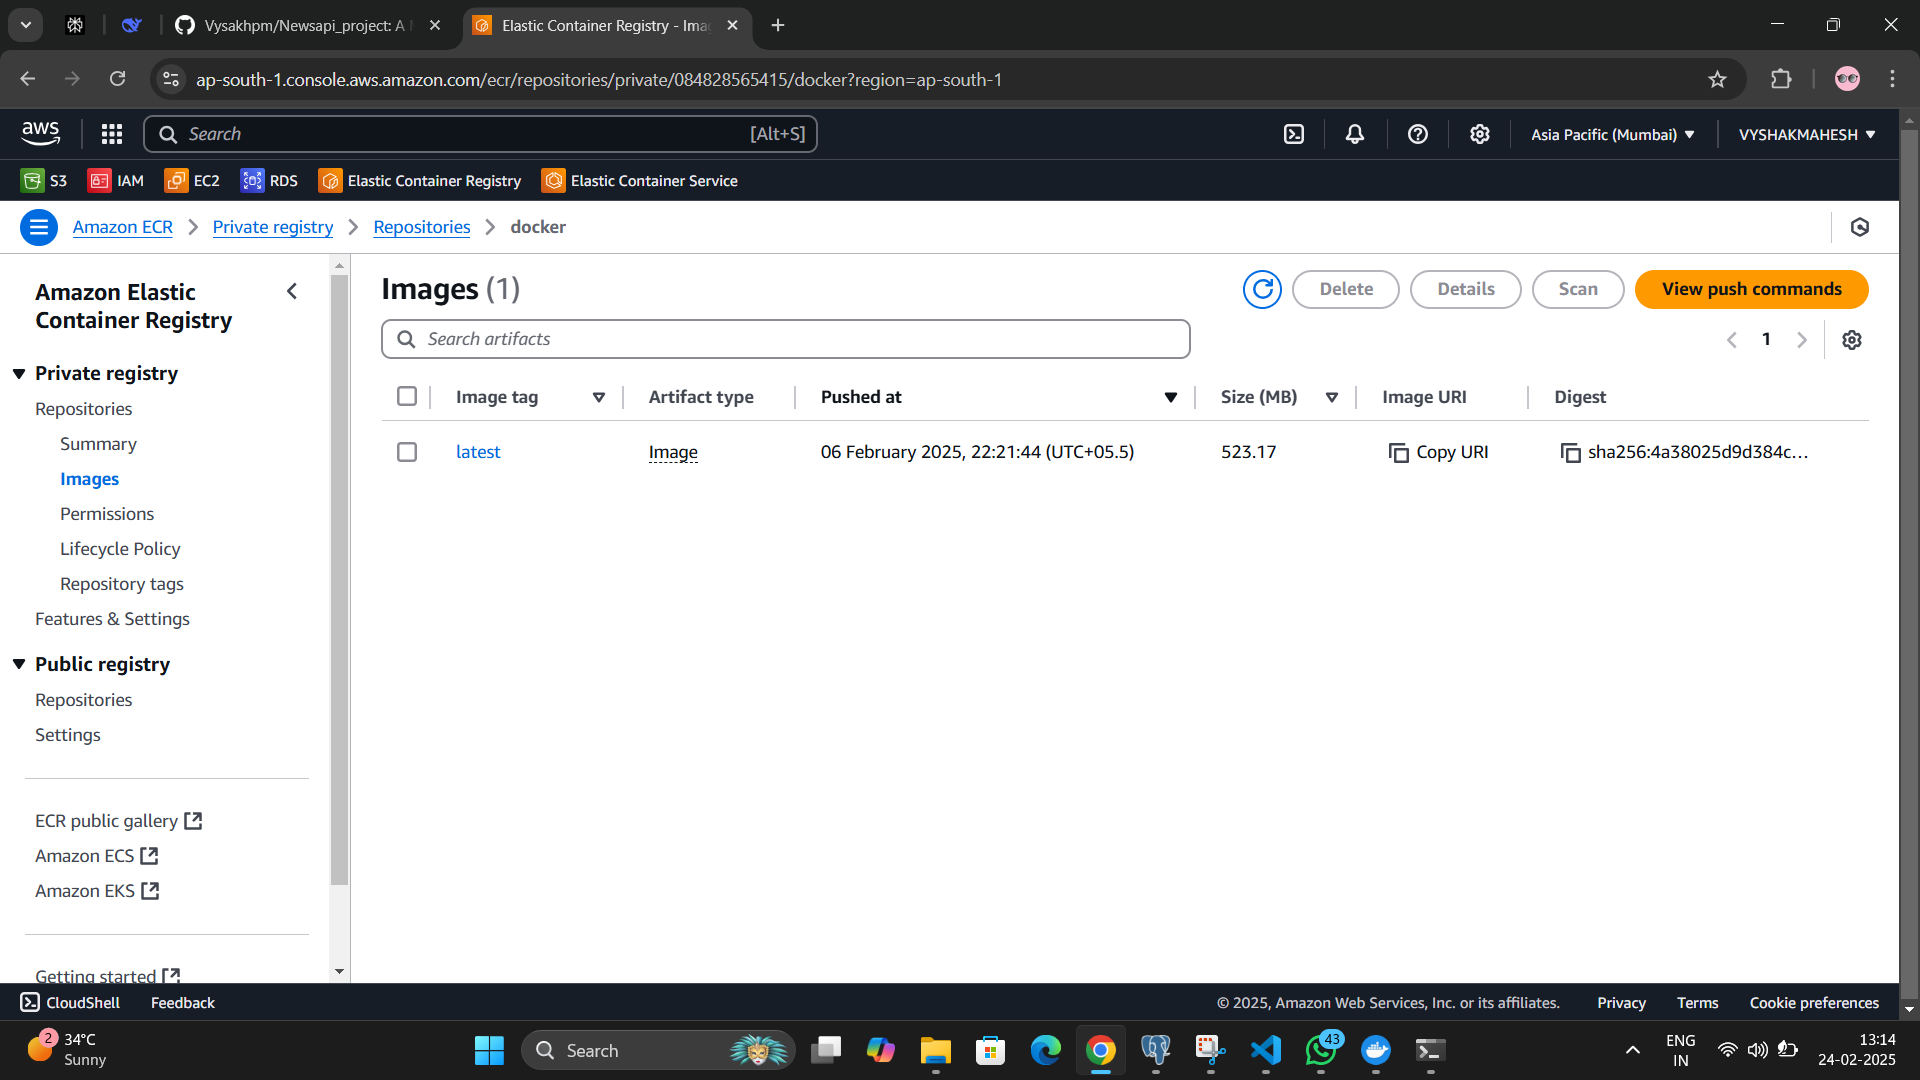 Vysakhpm/Newsapi_project: A
Elastic Container Registry - Ima
ap-south-1.console.aws.amazon.com/ecr/repositories/private/084828565415/docker?region=ap-south-1
aws
Search
[Alt+S]
Asia Pacific (Mumbai)
VYSHAKMAHESH
S3
IAM
EC2
RDS
Elastic Container Registry
Elastic Container Service
Amazon ECR
Private registry
Repositories
docker
Amazon Elastic
Container Registry
Private registry
Repositories
Summary
Images
Permissions
Lifecycle Policy
Repository tags
Features & Settings
Public registry
Repositories
Settings
ECR public gallery
Amazon ECS
Amazon EKS
Getting started
Images (1)
Delete
Details
Scan
View push commands
Search artifacts
1
Image tag
Artifact type
Pushed at
Size (MB)
Image URI
Digest
latest
Image
06 February 2025, 22:21:44 (UTC+05.5)
523.17
Copy URI
sha256:4a38025d9d384c...
CloudShell
Feedback
© 2025, Amazon Web Services, Inc. or its affiliates.
Privacy
Terms
Cookie preferences
2
34°C
Sunny
Search
43
ENG
IN
13:14
24-02-2025